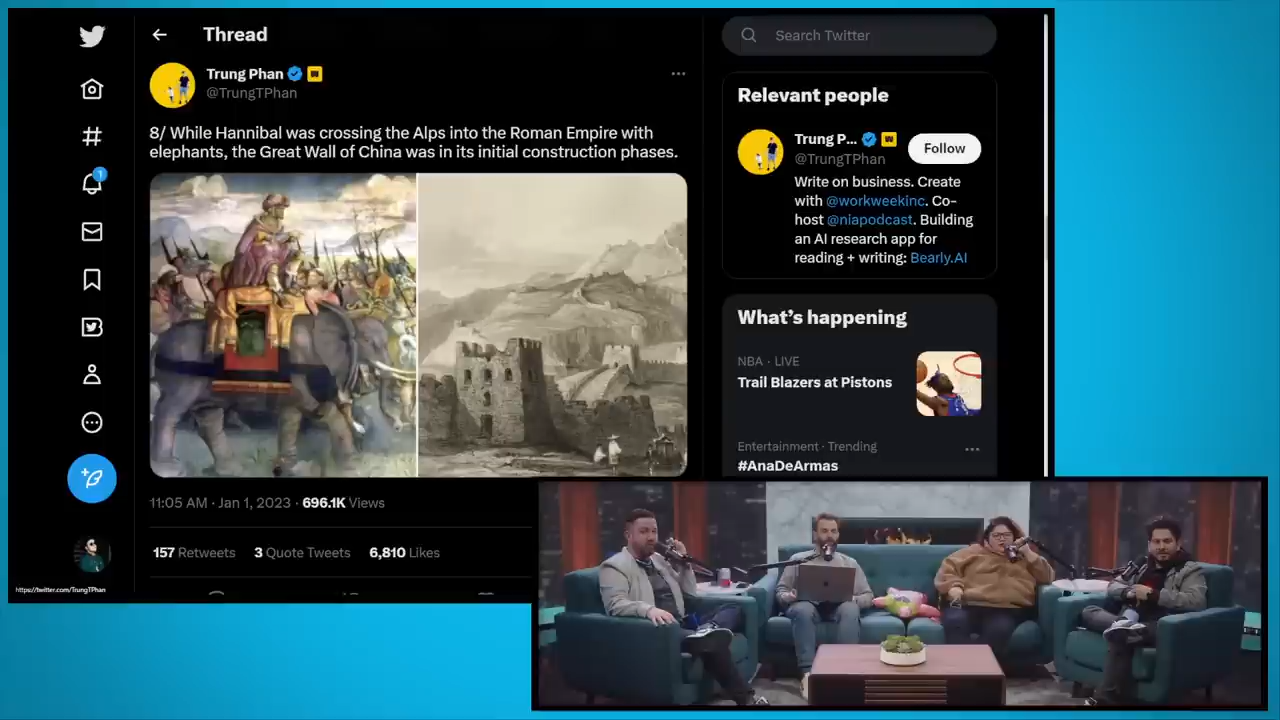 Thread
Trung Phan
@TrungTPhan
8/ While Hannibal was crossing the Alps into the Roman Empire with
elephants, the Great Wall of China was in its initial construction phases.
11:05 AM · Jan 1, 2023 · 696.1K Views
157 Retweets 3 Quote Tweets 6,810 Likes
1
https://twitter.com/TrungTPhan
Search Twitter
Relevant people
Trung P...
@TrungTPhan
Follow
Write on business. Create
with @workweekinc. Co-
host @niapodcast. Building
an AI research app for
reading + writing: Bearly.AI
What's happening
NBA · LIVE
Trail Blazers at Pistons
Entertainment · Trending
#AnaDeArmas